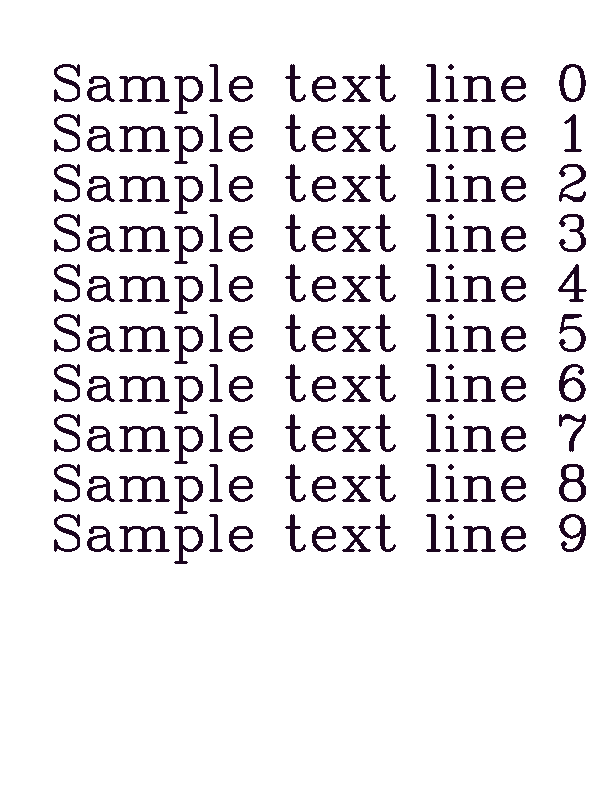 Sample text line 0
Sample text line 1
Sample text line 2
Sample text line 3
Sample text line 4
Sample text line 5
Sample text line 6
Sample text line 7
Sample text line 8
Sample text line 9